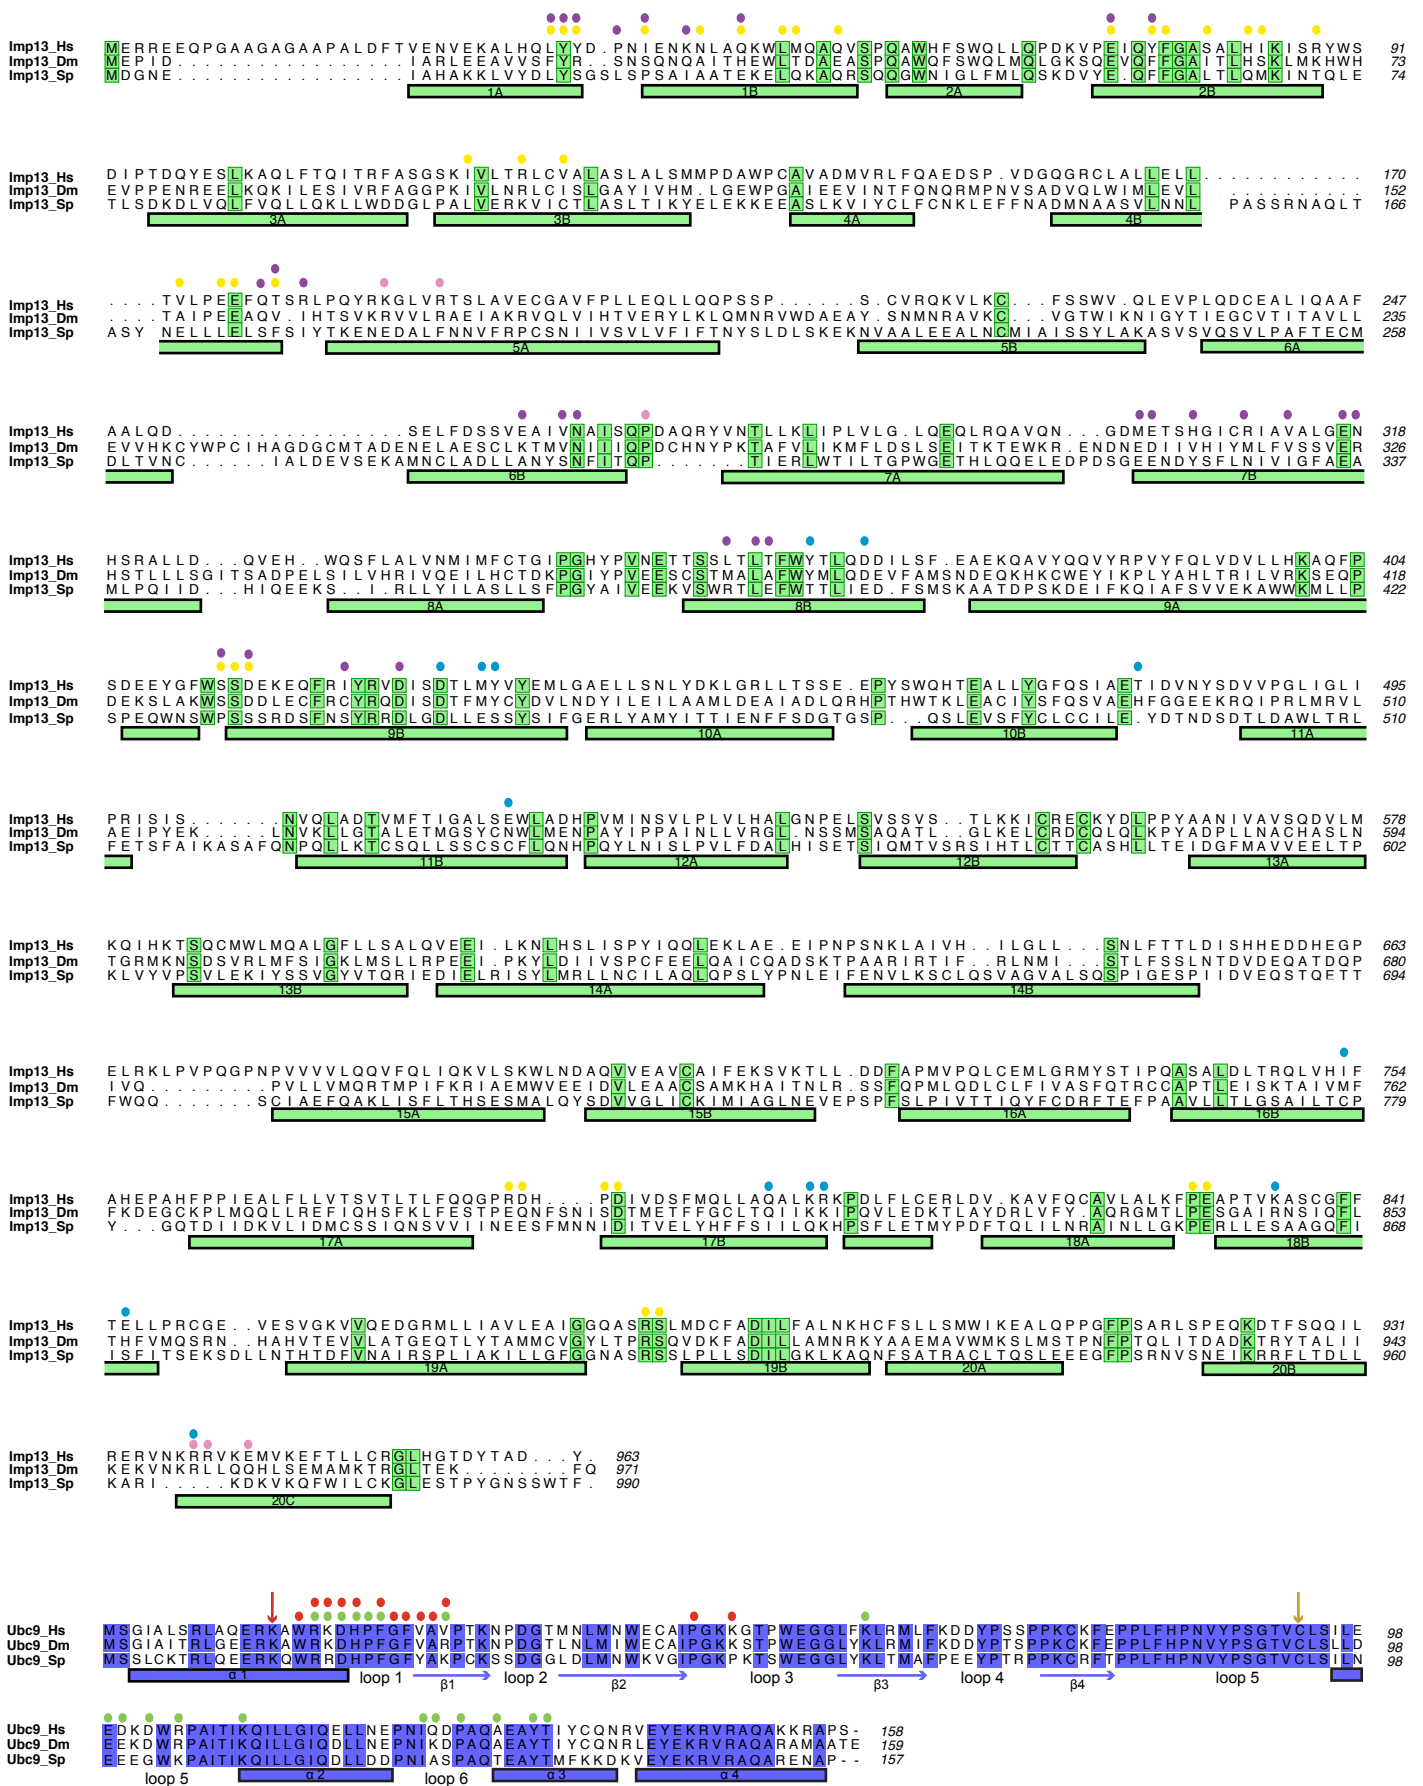 Imp13_Hs MERREEQPGAAGAGAAPALDFTVENVEKALHQLYYD.PNIENKNLAQKWLMQAQVSPQAWHFSWQLLQPDKVPEIQYFGASALHIKISRYWS 91
Imp13_Dm MEPID.................IARLEEAVVSFYR.SNSQNQAITHEWLTDAEASPQAWQFSWQLMQLGKSQEVQFFGAITLHSKLMKHWH 73
Imp13_Sp MDGNE.................IAHAKKLVYDLYSGSLSPSAIAATEKELQKAQRSQQGWNIGLFMLQSKDVYEQFFGALTLQMKINTQLE 74
1A 1B 2A 2B
Imp13_Hs DIPTDQYESLKAQLFTQITRFASGSKIVLTRLCVALASLALSMMPDAWPCAVADMVRLFQAEDSP.VDGQGRCLALLELL............ 170
Imp13_Dm EVPPENREELKQKILESIVRFAGGPKIVLNRLCISLGAYIVHML.GEWPGAIEEVINTFQNQRMPNVSADVQLWIMLEVL............ 152
Imp13_Sp TLSDKDLVQLFVQLLQKLLWDDGLPALVERKVICTLASLTIKYELEKKEEASLKVIYCLFCNKLEFFNADMNAASVLNNL PASSRNAQLT 166
3A 3B 4A 4B
Imp13_Hs ....TVLPEEFQTSRLPQYRKGLVRTSLAVECGAVFPLLEQLLQQPSSP......S.CVRQKVLKC...FSSWV.QLEVPLQDCEALIQAAF 247
Imp13_Dm ....TAIPEEAQV.IHTSVKRVVLRAEIAKRVQLVIHTVERYLKLQMNRVWDAEAY.SNMNRAVKC...VGTWIKNIGYTIEGCVTITAVLL 235
Imp13_Sp ASY NELLLELSFSIYTKENEDALFNNVFRPCSNIIVSVLVFIFTNYSLDLSKEKNVAALEEALNCMIAISSYLAKASVSVQSVLPAFTECM 258
5A 5B 6A
Imp13_Hs AALQD.................SELFDSSVEAIVNAISQPDAQRYVNTLLKLIPLVLG.LQEQLRQAVQN...GDMETSHGICRIAVALGEN 318
Imp13_Dm EVVHKCYWPCIHAGDGCMTADENELAESCLKTMVNIIIQPDCHNYPKTAFVLIKMFLDSLSEITKTEWKR.ENDNEDIIVHIYMLFVSSVER 326
Imp13_Sp DLTVNC......IALDEVSEKAMNCLADLLANYSNFITQP.......TIERLWTILTGPWGETHLQQELEDPDSGEENDYSFLNIVIGFAEA 337
6B 7A 7B
Imp13_Hs HSRALLD...QVEH..WQSFLALVNMIMFCTGIPGHYPVNETTSSLTLTFWYTLQDDILSF.EAEKQAVYQQVYRPVYFQLVDVLLHKAQFP 404
Imp13_Dm HSTLLLSGITSADPELSILVHRIVQEILHCTDKPGIYPVEESCSTMALAFWYMLQDEVFAMSNDEQKHKCWEYIKPLYAHLTRILVRKSEQP 418
Imp13_Sp MLPQIID..HIQEEKS..I.RLLYILASLLSFPGYAIVEEKVSWRTLEFWTTLIED.FSMSKAATDPSKDEIFKQIAFSVVEKAWWKMLLP 422
8A 8B 9A
Imp13_Hs SDEEYGFWSSDEKEQFRIYRVDISDTLMYVYEMLGAELLSNLYDKLGRLLTSSE.EPYSWQHTEALLYGFQSIAETIDVNYSDVVPGLIGLI 495
Imp13_Dm DEKSLAKWSSDDLECFRCYRQDISDTFMYCYDVLNDYILEILAAMLDEAIADLQRHPTHWTKLEACIYSFQSVAEHFGGEEKRQIPRLMRVL 510
Imp13_Sp SPEQWNSWPSSSRDSFNSYRRDLGDLLESSYSIFGERLYAMYITTIENFFSDGTGSP...QSLEVSFYCLCCILE.YDTNDSDTLDAWLTRL 510
9B 10A 10B 11A
Imp13_Hs PRISIS......NVQLADTVMFTIGALSEWLADHPVMINSVLPLVLHALGNPELSVSSVS..TLKKICRECKYDLPPYAANIVAVSQDVLM 578
Imp13_Dm AEIPYEK.....LNVKLLGTALETMGSYCNWLMENPAYIPPAINLLVRGL.NSSMSAQATL..GLKELCRDCQLQLKPYADPLLNACHASLN 594
Imp13_Sp FETSFAIKASAFQNPQLLKTCSQLLSSCSCFLQNHPQYLNISLPVLFDALHISETSIQMTVSRSIHTLCTTCASHLLTEIDGFMAVVEELTP 602
11B 12A 12B 13A
Imp13_Hs KQIHKTSQCMWLMQALGFLLSALQVEEI.LKNLHSLISPYIQQLEKLAE.EIPNPSNKLAIVH..ILGLL...SNLFTTLDISHHEDDHEGP 663
Imp13_Dm TGRMKNSDSVRLMFSIGKLMSLLRPEEI.PKYLDIIVSPCFEELQAICQADSKTPAARIRTIF..RLNMI...STLFSSLNTDVDEQATDQP 680
Imp13_Sp KLVYVPSVLEKIYSSVGYVTQRIEDIEELRISYLMRLLNCILAQLQPSLYPNLEIFENVLKSCLQSVAGVALSQSPIGESPIIDVEQSTQETT 694
13B 14A 14B
Imp13_Hs ELRKLPVPQGPNPVVVVLQQVFQLIQKVLSKWLNDAQVVEAVCAIFEKSVKTLL.DDFAPMVPQLCEMLGRMYSTIPQASALDLTRQLVHIF 754
Imp13_Dm IVQ.........PVLLVMQRTMPIFKRIAEMWVEEIDVLEAACSAMKHAITNLR.SSFQPMLQDLCLFIVASFQTRCCAPTLEISKTAIVMF 762
Imp13_Sp FWQQ.......SCIAEFQAKLISFLTHSESMALQYSDVVGLICKIMIAGLNEVEPSPFSLPIVTTIQYFCDRFTEFPAAVLLTLGSAILTCP 779
15A 15B 16A 16B
Imp13_Hs AHEPAHFPPIEALFLLVTSVTLTLFQQGPRDH....PDIVDSFMQLLAQALKRKPDLFLCERLDV.KAVFQCAVLALKFPEAPTVKASCGFF 841
Imp13_Dm FKDEGCKPLMQQLLREFIQHSFKLFESTPEQNFSNISDTMETFFGCLTQIIKKIPQVLEDKTLAYDRLVFY.AQRGMTLPESGAIRNSIQFL 853
Imp13_Sp Y...GQTDIIDKVLIDMCSSIQNSVVIINEESFMNNIDITVELYHFFSIILQKHPSFLETMYPDFTQLILNRAINLLGKPERLLESAAGQFI 868
17A 17B 18A 18B
Imp13_Hs TELLPRCGE..VESVGKVVQEDGRMLLIAVLEAIGGQASRSLMDCFADILFALNKHCFSLLSMWIKEALQPPGFPSARLSPEQKDTFSQQIL 931
Imp13_Dm THFVMQSRN...HAHVTEVVLATGEQTLYTAMMCVGYLTPRSQVDKFADILLAMNRKYAAEMAVWMKSLMSTPNFPTQLITDADKTRYTALII 943
Imp13_Sp ISFITSEKSDLLNTHTDFVNAIRSPLIIAKILLGFGGNASRSSLPLLSDILGKLKAQNFSATRACLTQSLEEEGFPSRNVSNEIKRRFLTDLL 960
19A 19B 20A 20B
Imp13_Hs RERVNKRRVKEMVKEFTLLCRGLHGTDYTAD...Y. 963
Imp13_Dm KEKVNKRLLQQHLSEMAMKTRGLTEK........FQ 971
Imp13_Sp KARI.....KDKVKQFWILCKGLESTPYGNSSWTF. 990
20C
Ubc9_Hs MSGIALSRLAQERKAWRKDHPFGFVAVPTKNPDGTMNLMNWECAIPGKKGTPWEGGLFKLRMLFKDDYPSSPPKCKFEPPLFHPNVYPSGTVCLSILE 98
Ubc9_Dm MSGIAITRLGEERKAWRKDHPFGFVARPTKNPDGTLNLMIWECAIPGKKSTPWEGGLYKLRMIFKDDYPTSPPKCKFEPPLFHPNVYPSGTVCLSLLD 98
Ubc9_Sp MSSLCKTRLQEERKQWRRDHPFGFYAKPCKSSDGGLDLMNWKVGIPGKPKTSWEGGLYKLTMAFPEEYPTRPPKCRFTPPLFHPNVYPSGTVCLSILN 98
α 1 loop 1 β1 loop 2 β2 loop 3 β3 loop 4 β4 loop 5
Ubc9_Hs EDKDWRPAITIKQILLGIQELLNEPNIQDPAQAEAYTIYCQNRVEYEKRVRAQAKKRAPS- 158
Ubc9_Dm EEKDWRPAITIKQILLGIQDLLNEPNIKDPAQAEAYTIYCQNRLEYEKRVRAQARAMAATE 159
Ubc9_Sp EEEGWKPAITIKQILLGIQDLLDDPNIASPAQTEAYTMFKKDKVEYEKRVRAQARENAP-- 157
loop 5 α 2 loop 6 α 3 α 4